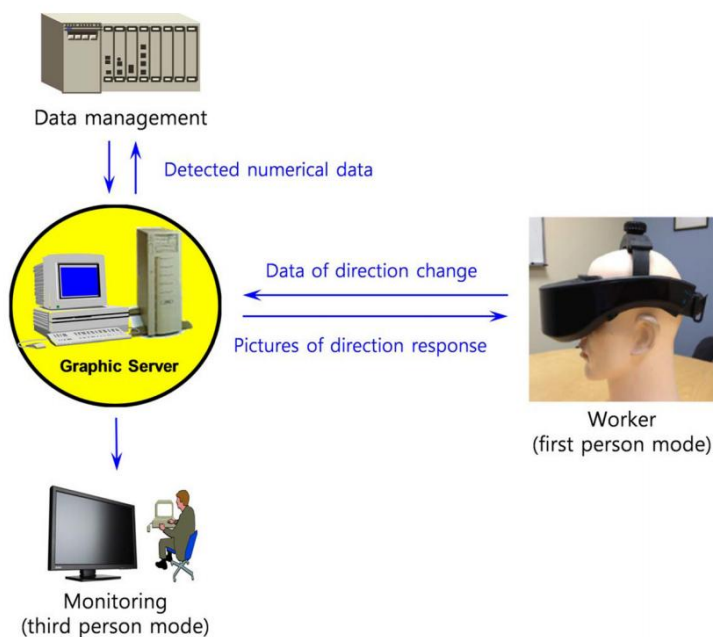 Data management
Detected numerical data
Data of direction change
Pictures of direction response
Graphic Server
Worker
(first person mode)
Monitoring
(third person mode)